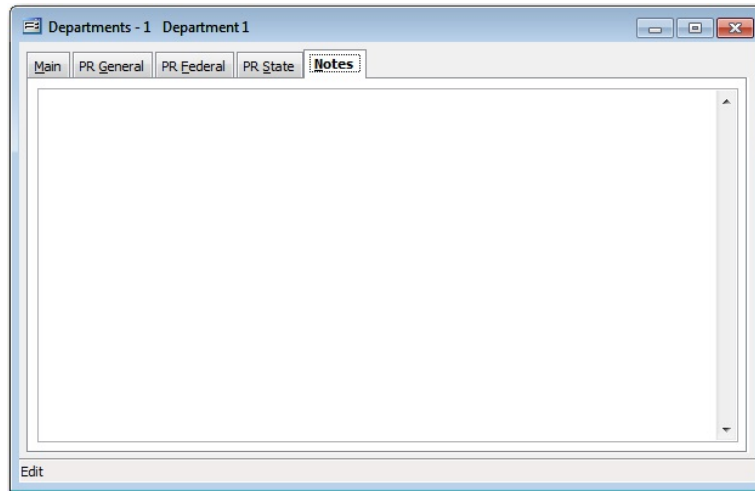 Departments - 1 Department 1
Main PR General PR Federal PR State Notes
Edit